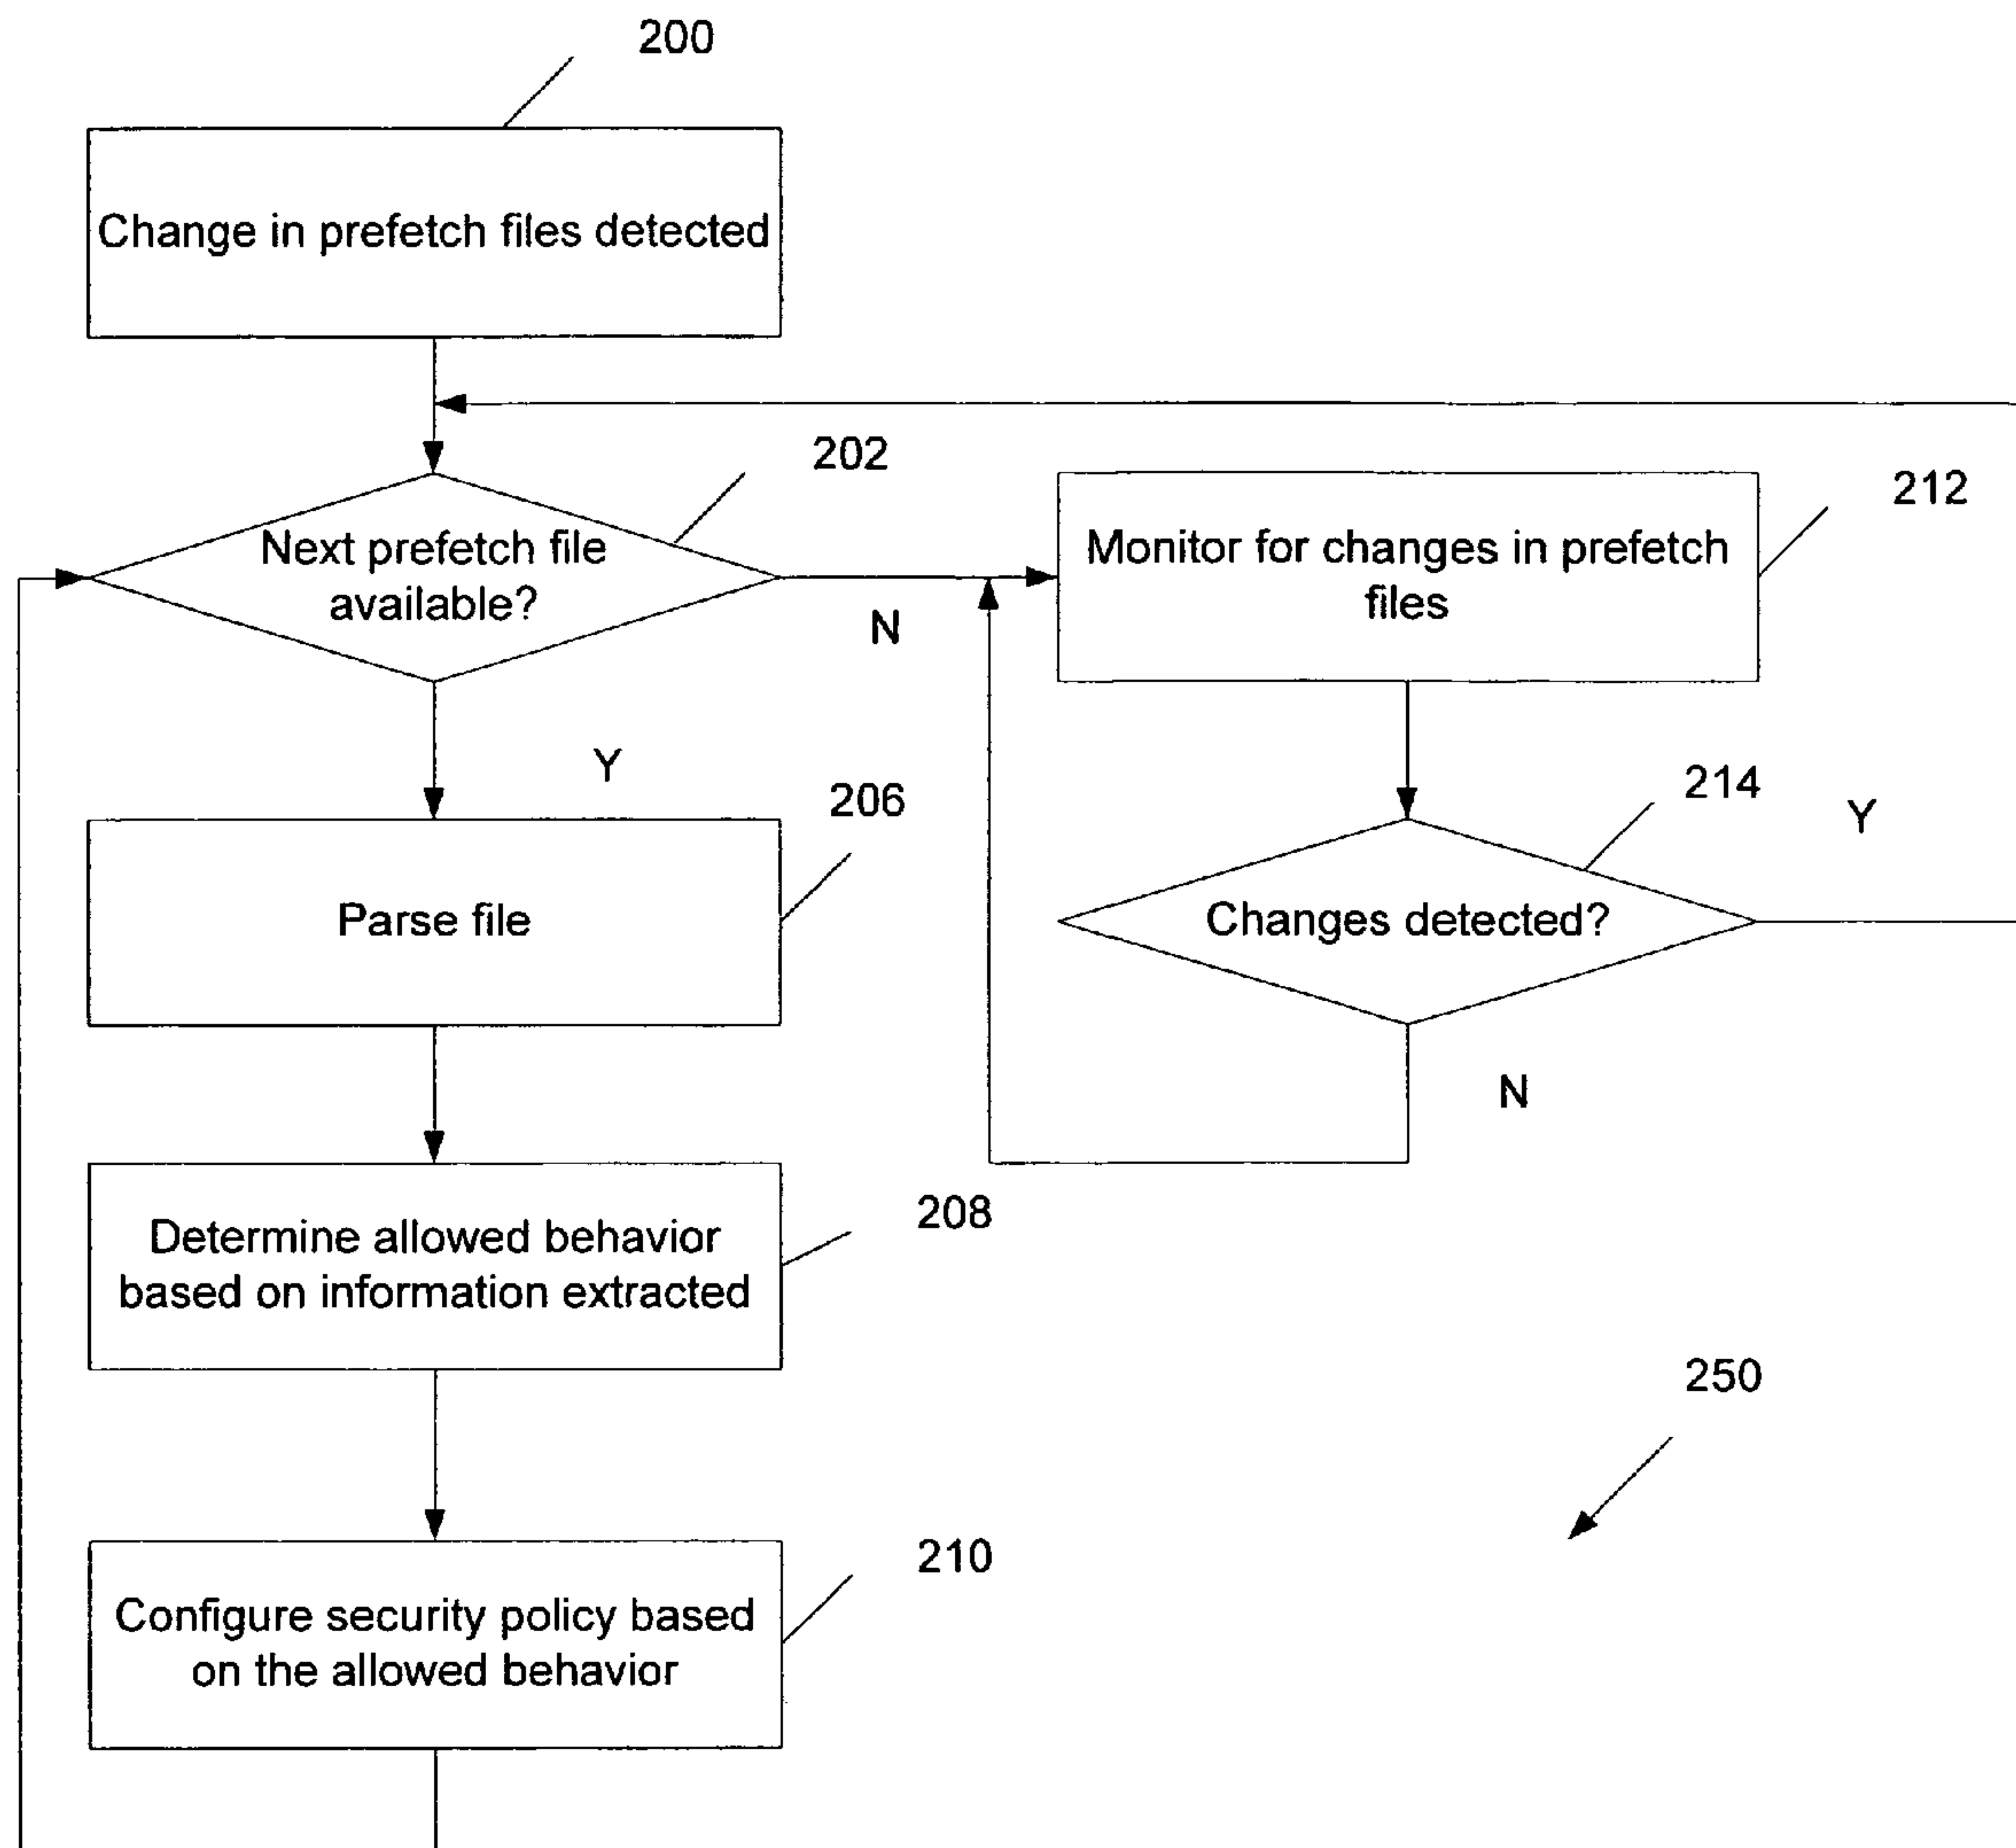 200
Change in prefetch files detected
202
Next prefetch file
available?
N
212
Monitor for changes in prefetch
files
Y
206
Parse file
214
Changes detected?
Y
N
208
Determine allowed behavior
based on information extracted
250
210
Configure security policy based
on the allowed behavior